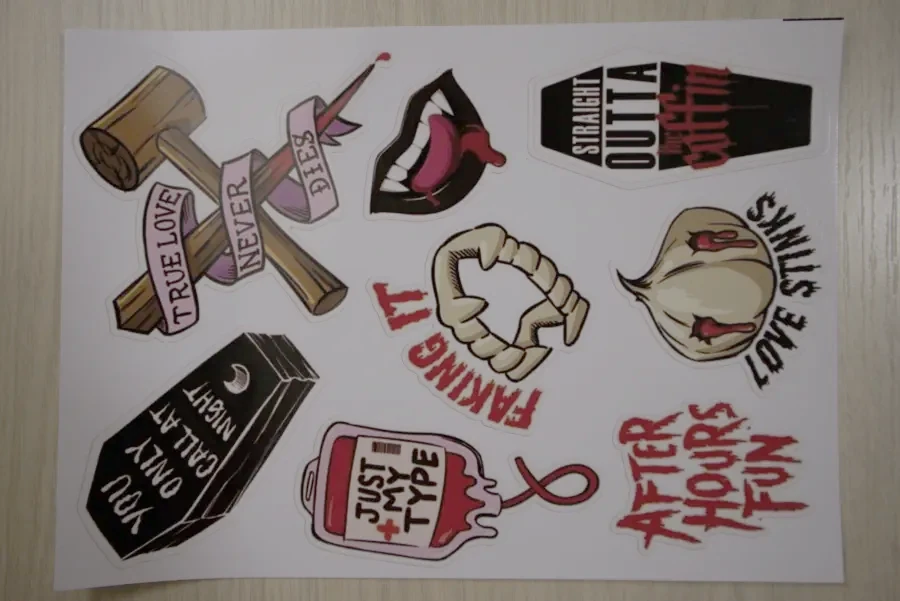 TRUE LOVE
NEVER
DIES
STRAIGHT
OUTTA
the
coffin
FAKING IT
LOVE STINKS
YOU
ONLY
CALL AT
NIGHT
JUST
MY
TYPE
AFTER
HOURS
FUN